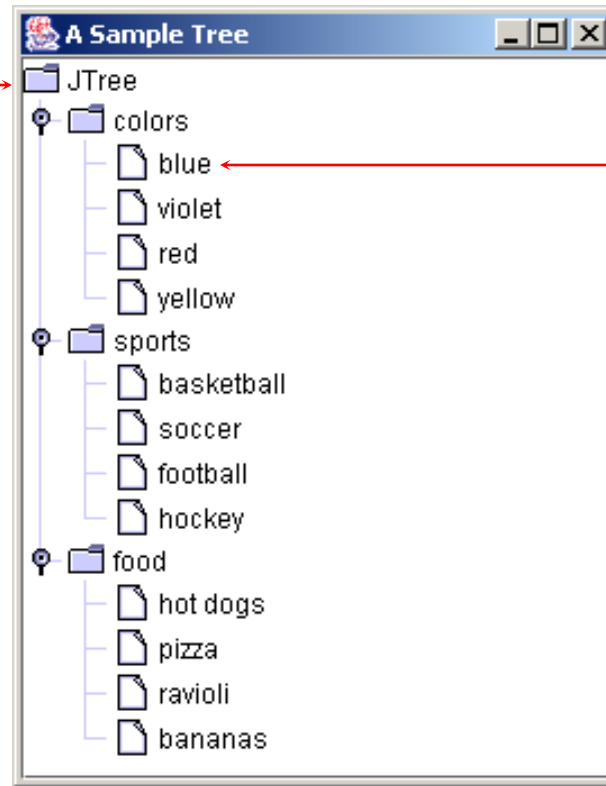 A Sample Tree
JTree
colors
blue
violet
red
yellow
sports
basketball
soccer
football
hockey
food
hot dogs
pizza
ravioli
bananas